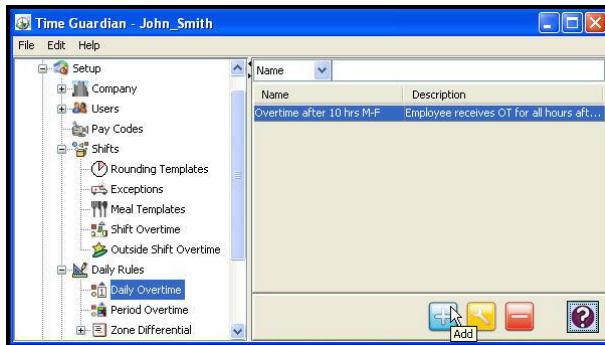 Time Guardian - John_Smith
File Edit Help
Setup
Company
Users
Pay Codes
Shifts
Rounding Templates
Exceptions
Meal Templates
Shift Overtime
Outside Shift Overtime
Daily Rules
Daily Overtime
Period Overtime
Zone Differential
Name
Name Description
Overtime after 10 hrs M-F Employee receives OT for all hours aft...
Add